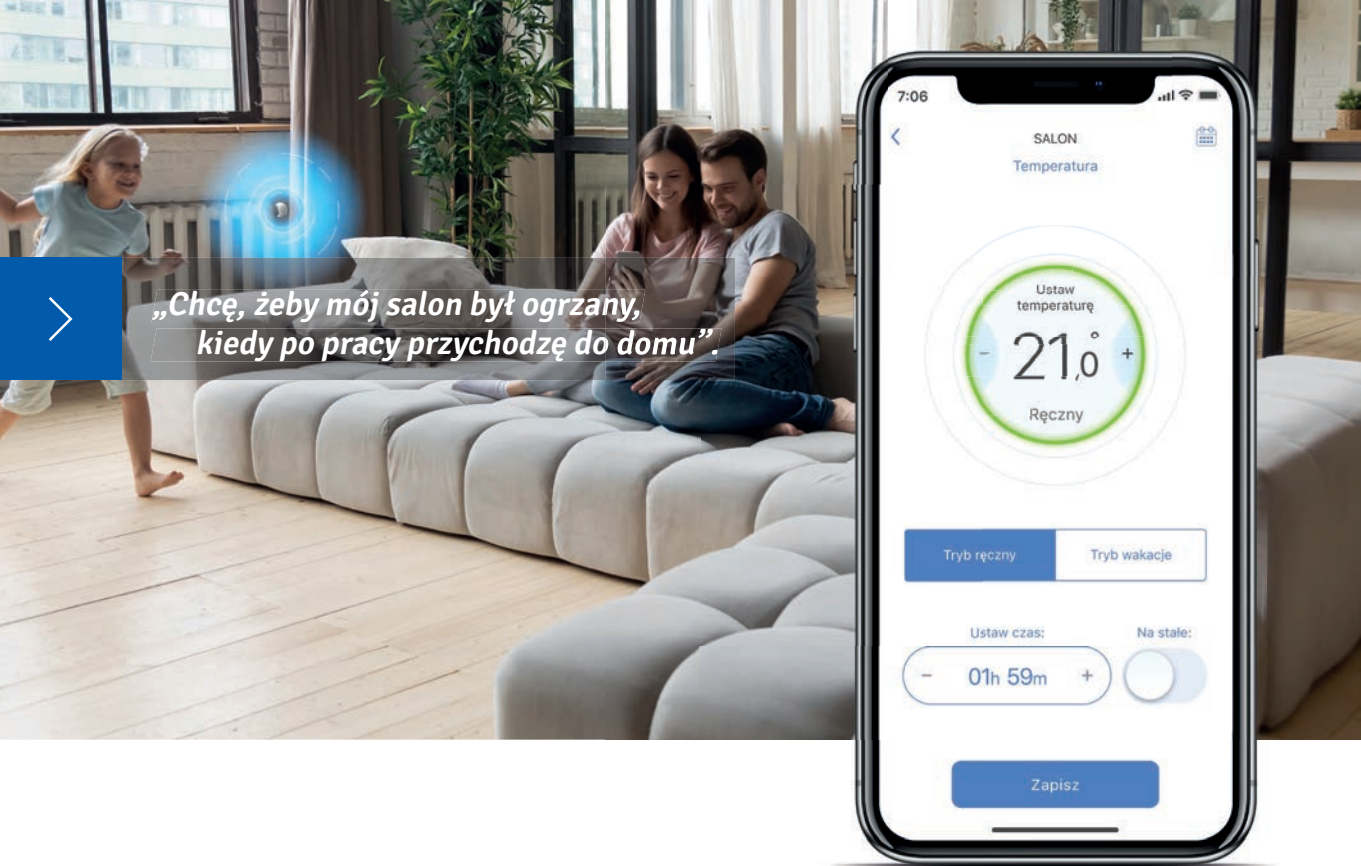 „Chcę, żeby mój salon był ogrzany,
kiedy po pracy przychodzę do domu”.
7:06
SALON
Temperatura
Ustaw
temperaturę
- 21,0° +
Ręczny
Tryb ręczny Tryb wakacje
Ustaw czas: Na stałe:
- 01h 59m +
Zapisz